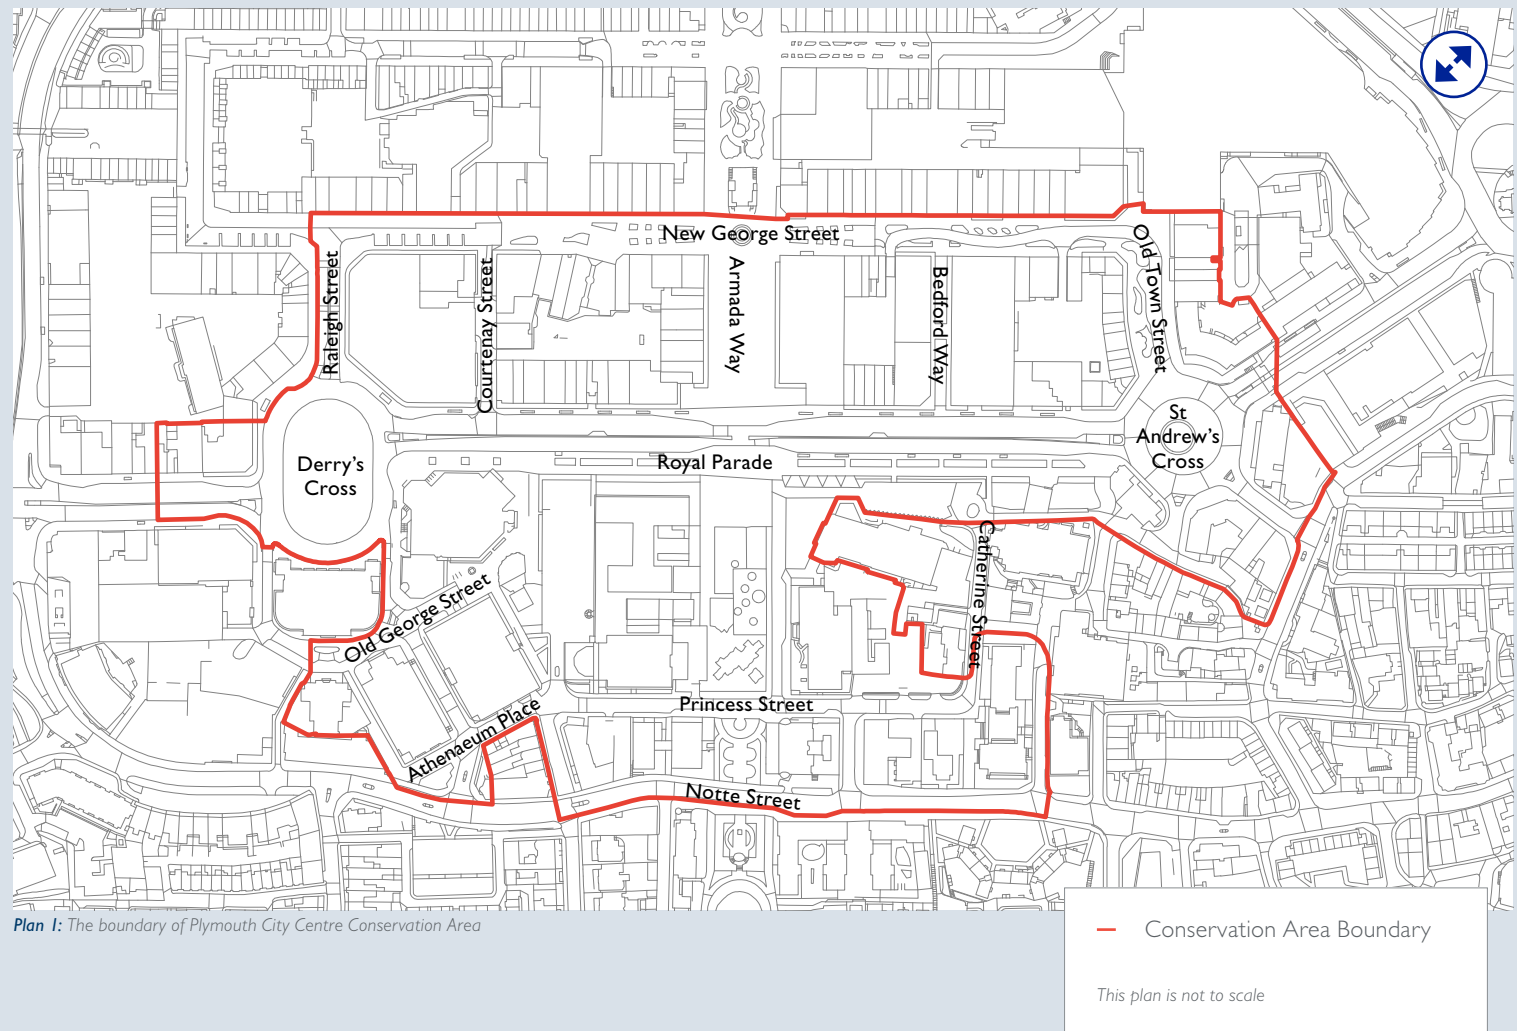 New George Street
Old Town Street
Raleigh Street
Courtenay Street
Armada Way
Bedford Way
St
Andrew's
Cross
Derry's
Cross
Royal Parade
Catherine Street
Old George Street
Princess Street
Athenaeum Place
Notte Street
Plan 1: The boundary of Plymouth City Centre Conservation Area
Conservation Area Boundary
This plan is not to scale